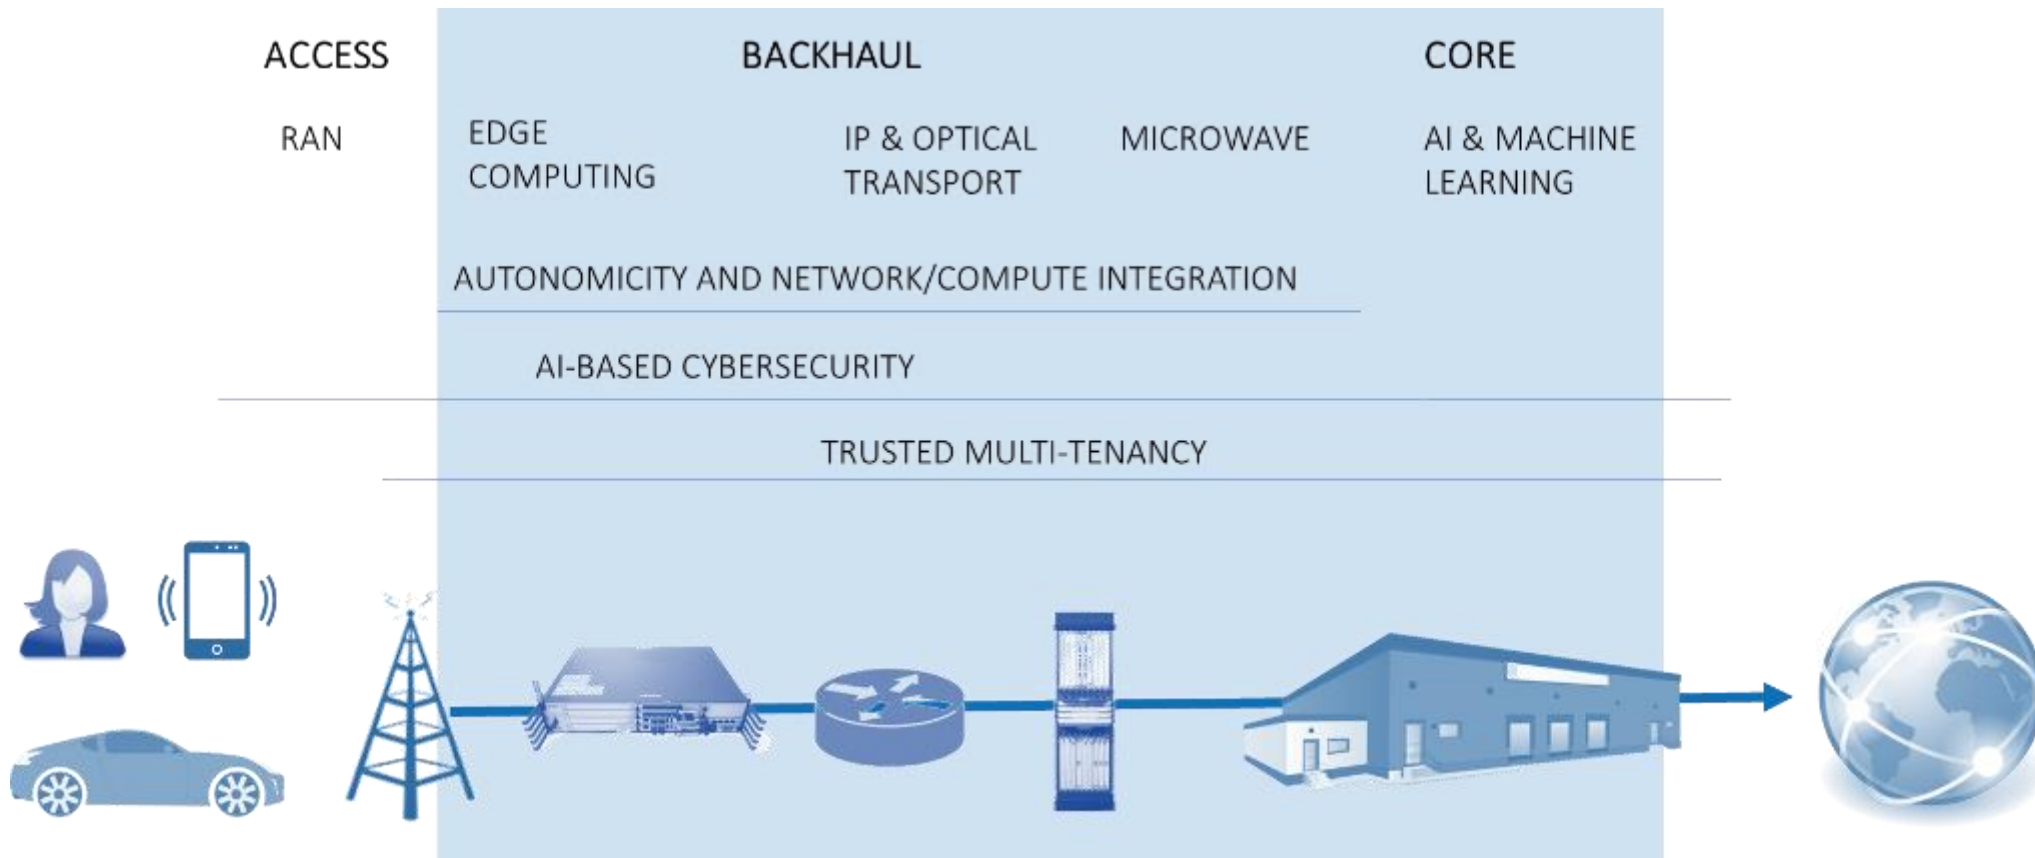 ACCESS
BACKHAUL
CORE
RAN
EDGE
COMPUTING
IP & OPTICAL
TRANSPORT
MICROWAVE
AI & MACHINE
LEARNING
AUTONOMICITY AND NETWORK/COMPUTE INTEGRATION
AI-BASED CYBERSECURITY
TRUSTED MULTI-TENANCY